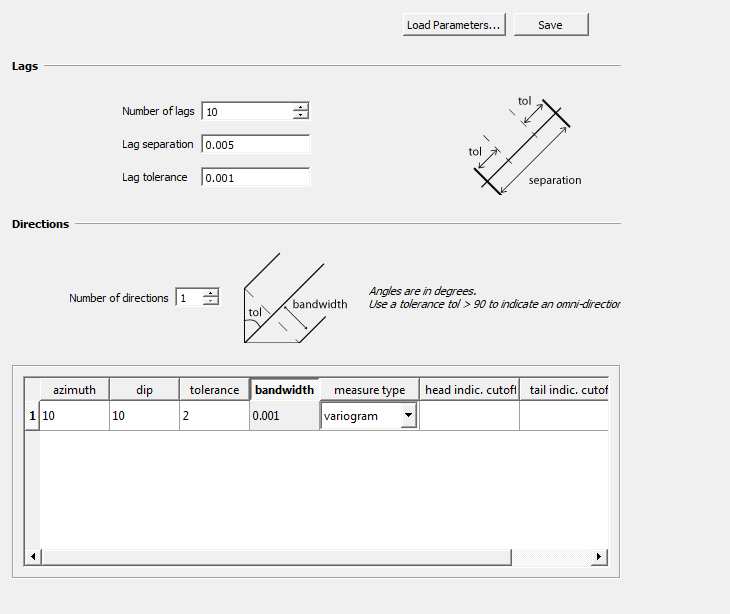 Load Parameters... Save
Lags
Number of lags 10
Lag separation 0.005
Lag tolerance 0.001
tol
tol
separation
Directions
Number of directions 1
tol
bandwidth
Angles are in degrees.
Use a tolerance tol > 90 to indicate an omni-direction
azimuth dip tolerance bandwidth measure type head indic. cutoff tail indic. cutof
1 10 10 2 0.001 variogram